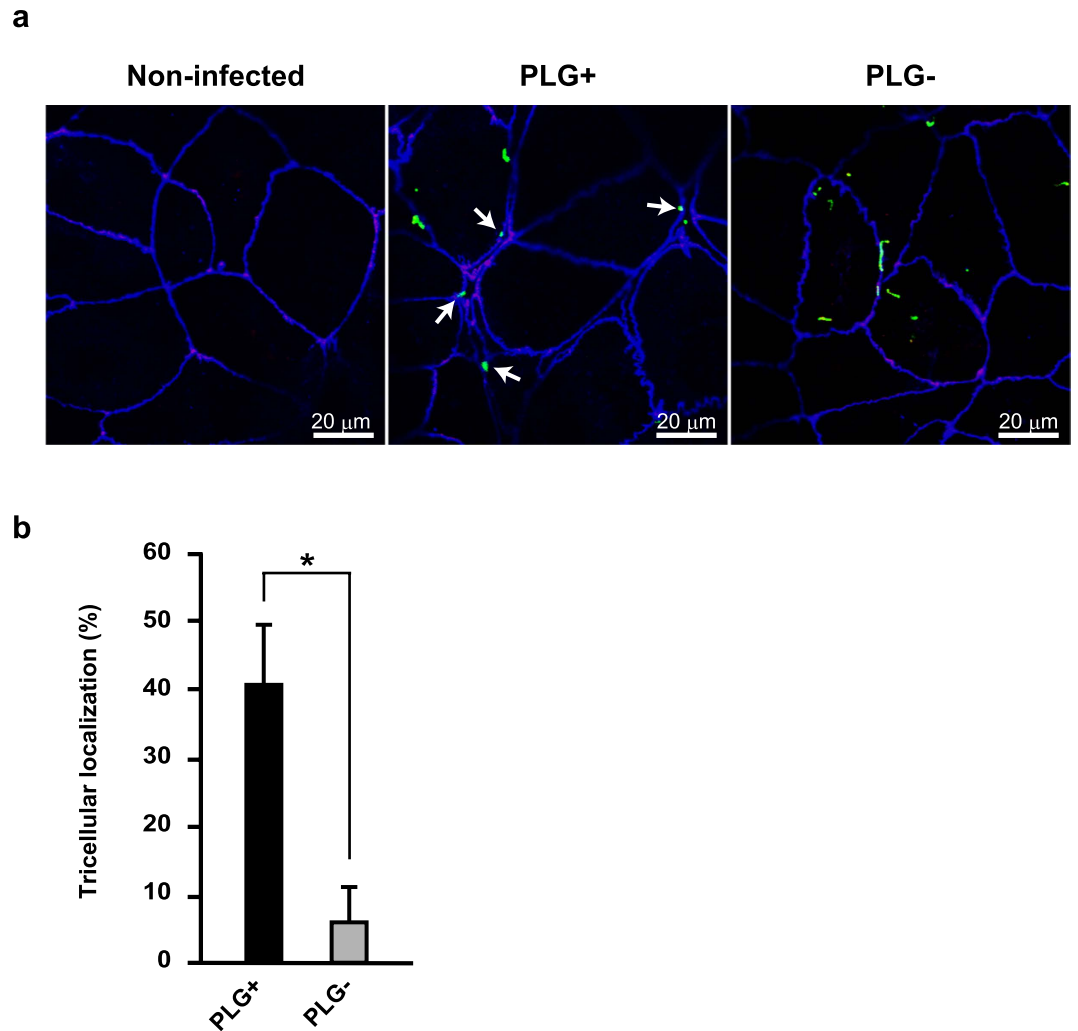 a
Non-infected PLG+ PLG-
20 μm 20 μm 20 μm
b
60
50
40
30
20
10
0
Tricellular localization (%)
*
PLG+ PLG-